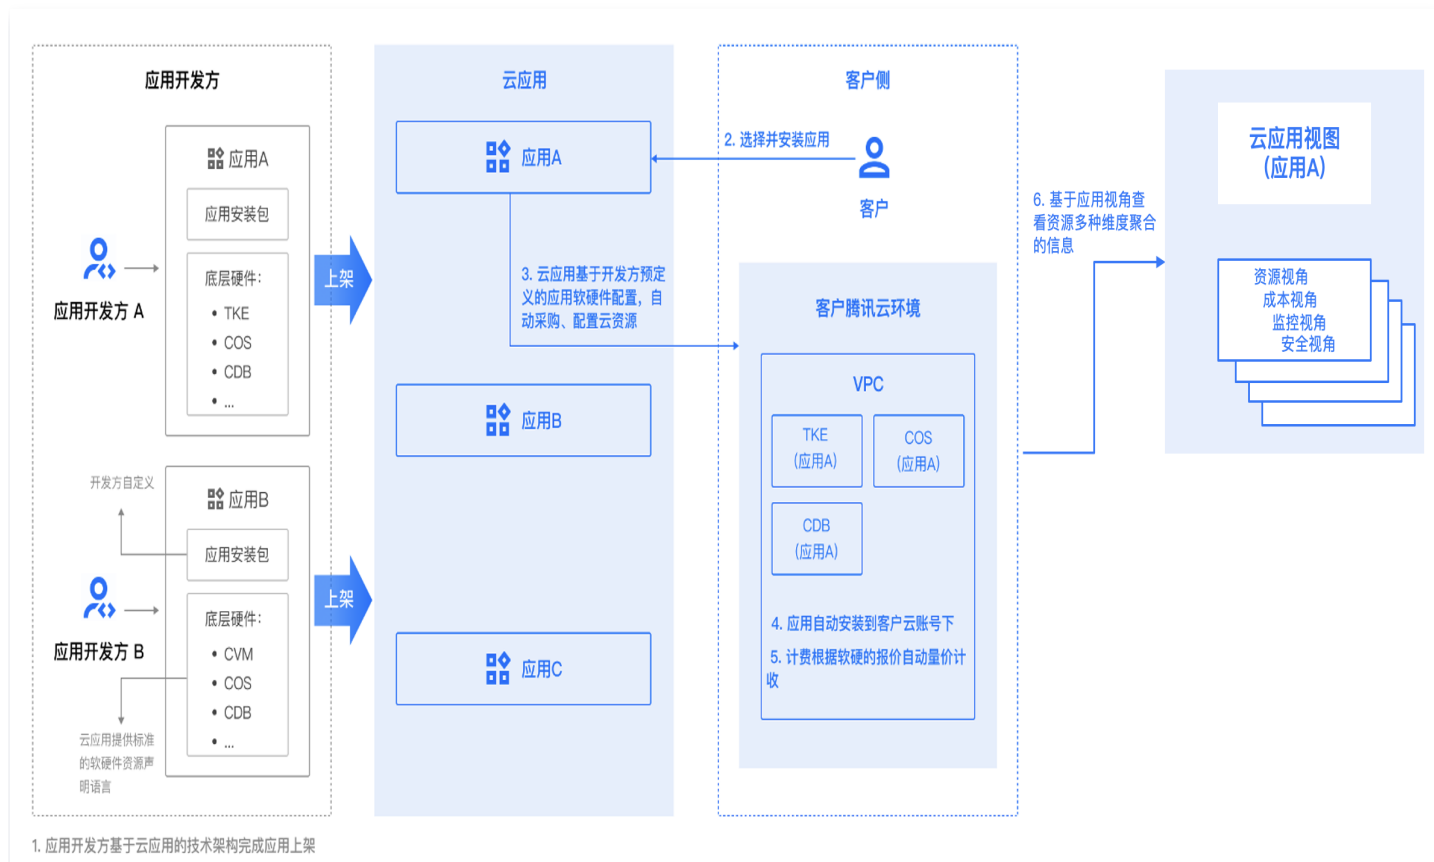 应用开发方
应用A
应用安装包
底层硬件：
• TKE
• COS
• CDB
• ...
应用开发方 A
上架
开发方自定义
应用B
应用安装包
底层硬件：
• CVM
• COS
• CDB
• ...
应用开发方 B
上架
云应用提供标准
的软硬件资源声
明语言
1. 应用开发方基于云应用的技术架构完成应用上架
云应用
应用A
3. 云应用基于开发方预定
义的应用软硬件配置，自
动采购、配置云资源
应用B
应用C
客户侧
2. 选择并安装应用
客户
客户腾讯云环境
VPC
TKE
(应用A)
COS
(应用A)
CDB
(应用A)
4. 应用自动安装到客户云账号下
5. 计费根据软硬的报价自动量价计
收
6. 基于应用视角查
看资源多种维度聚合
的信息
云应用视图
(应用A)
资源视角
成本视角
监控视角
安全视角